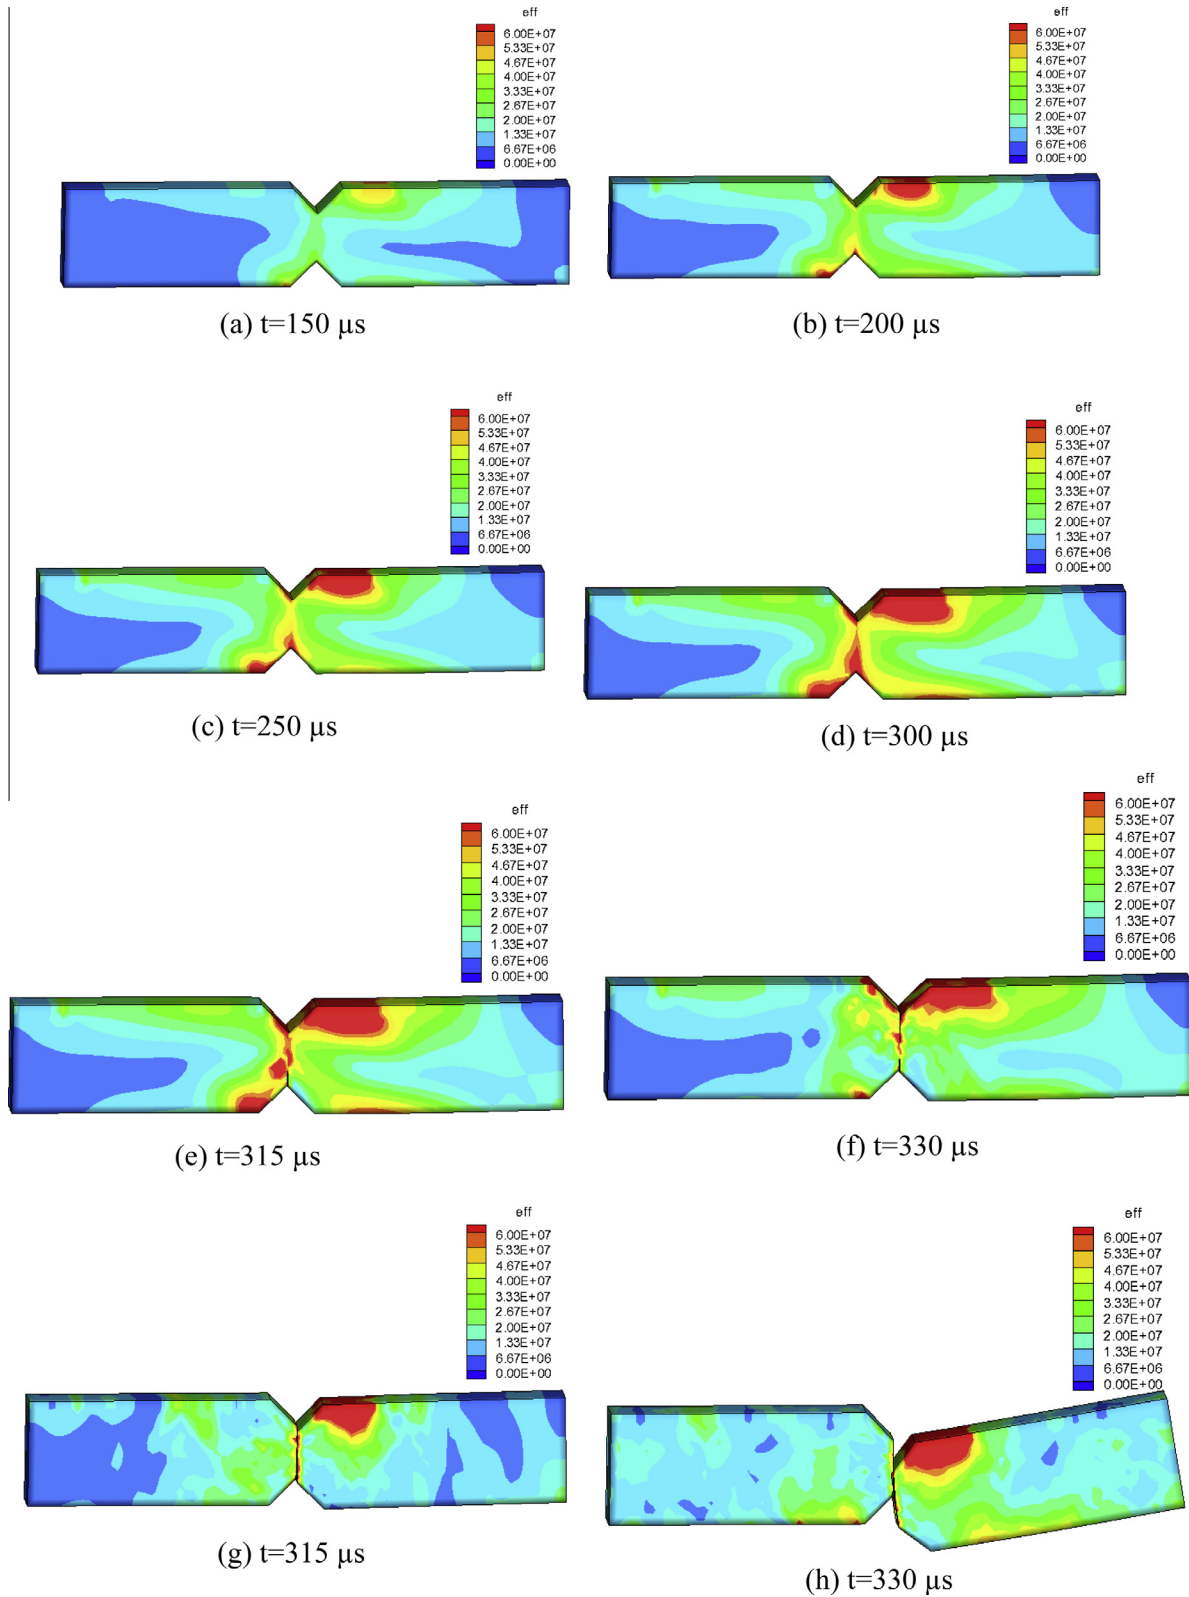 eff
6.00E+07
5.33E+07
4.67E+07
4.00E+07
3.33E+07
2.67E+07
2.00E+07
1.33E+07
6.67E+06
0.00E+00
(a) t=150 µs
eff
6.00E+07
5.33E+07
4.67E+07
4.00E+07
3.33E+07
2.67E+07
2.00E+07
1.33E+07
6.67E+06
0.00E+00
(b) t=200 µs
eff
6.00E+07
5.33E+07
4.67E+07
4.00E+07
3.33E+07
2.67E+07
2.00E+07
1.33E+07
6.67E+06
0.00E+00
(c) t=250 µs
eff
6.00E+07
5.33E+07
4.67E+07
4.00E+07
3.33E+07
2.67E+07
2.00E+07
1.33E+07
6.67E+06
0.00E+00
(d) t=300 µs
eff
6.00E+07
5.33E+07
4.67E+07
4.00E+07
3.33E+07
2.67E+07
2.00E+07
1.33E+07
6.67E+06
0.00E+00
(e) t=315 µs
eff
6.00E+07
5.33E+07
4.67E+07
4.00E+07
3.33E+07
2.67E+07
2.00E+07
1.33E+07
6.67E+06
0.00E+00
(f) t=330 µs
eff
6.00E+07
5.33E+07
4.67E+07
4.00E+07
3.33E+07
2.67E+07
2.00E+07
1.33E+07
6.67E+06
0.00E+00
(g) t=315 µs
eff
6.00E+07
5.33E+07
4.67E+07
4.00E+07
3.33E+07
2.67E+07
2.00E+07
1.33E+07
6.67E+06
0.00E+00
(h) t=330 µs